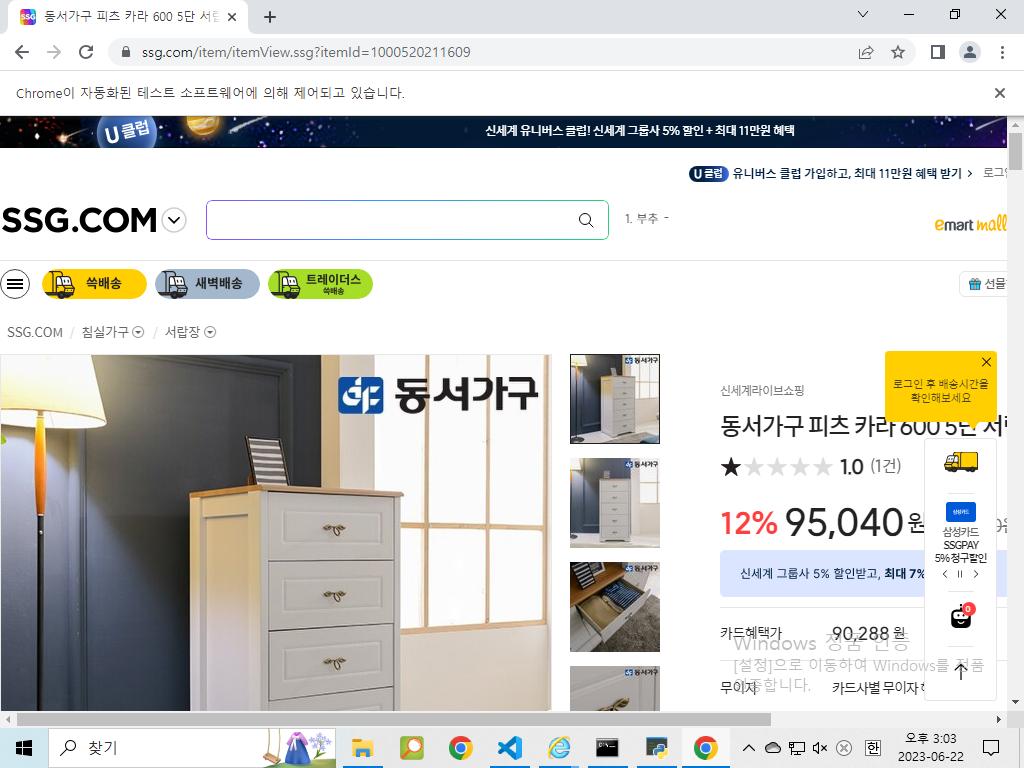 동서가구 피츠 카라 600 5단 서랍
ssg.com/item/itemView.ssg?itemId=1000520211609
Chrome이 자동화된 테스트 소프트웨어에 의해 제어되고 있습니다.
U클럽
신세계 유니버스 클럽! 신세계 그룹사 5% 할인 + 최대 11만원 혜택
U클럽 유니버스 클럽 가입하고, 최대 11만원 혜택 받기 >
로그인
SSG.COM
1. 부추 -
emart mall
쓱배송
새벽배송
트레이더스
쓱배송
선물
SSG.COM / 침실가구 / 서랍장
동서가구
신세계라이브쇼핑
로그인 후 배송시간을
확인해보세요
동서가구 피츠 카라 600 5단 서
1.0 (1건)
12% 95,040원
삼성카드
삼성카드
SSGPAY
5% 청구할인
신세계 그룹사 5% 할인받고, 최대 7%
0
카드혜택가 90,288 원
Windows 정품 인증
[설정]으로 이동하여 Windows를 정품
인증합니다.
무이자 카드사별 무이자
찾기
오후 3:03
2023-06-22
한